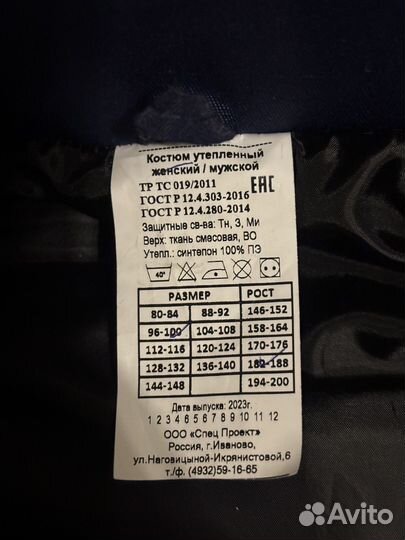 Костюм утепленный
женский / мужской
ТР ТС 019/2011 ЕАС
ГОСТ Р 12.4.303-2016
ГОСТ Р 12.4.280-2014
Защитные св-ва: Тн, З, Ми
Верх: ткань смесовая, ВО
Утепл.: синтепон 100% ПЭ
40°
РАЗМЕР РОСТ
80-84 88-92 146-152
96-100 104-108 158-164
112-116 120-124 170-176
128-132 136-140 182-188
144-148 194-200
Дата выпуска: 2023г.
1 2 3 4 5 6 7 8 9 10 11 12
ООО «Спец Проект»
Россия, г.Иваново,
ул.Наговицыной-Икрянистовой,6
т./ф. (4932)59-16-65
Avito